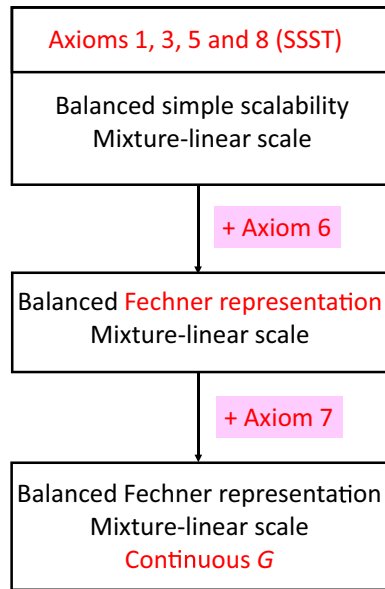 Axioms 1, 3, 5 and 8 (SSST)
Balanced simple scalability
Mixture-linear scale
+ Axiom 6
Balanced Fechner representation
Mixture-linear scale
+ Axiom 7
Balanced Fechner representation
Mixture-linear scale
Continuous G